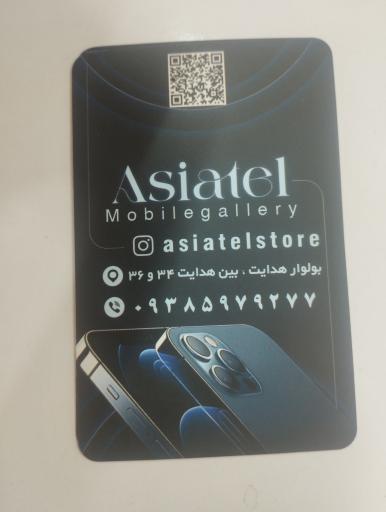 Asiatel
Mobilegallery
asiatelstore
بولوار هدایت ، بین هدایت ۳۴ و ۳۶
۰۹۳۸۵۹۷۹۲۷۷